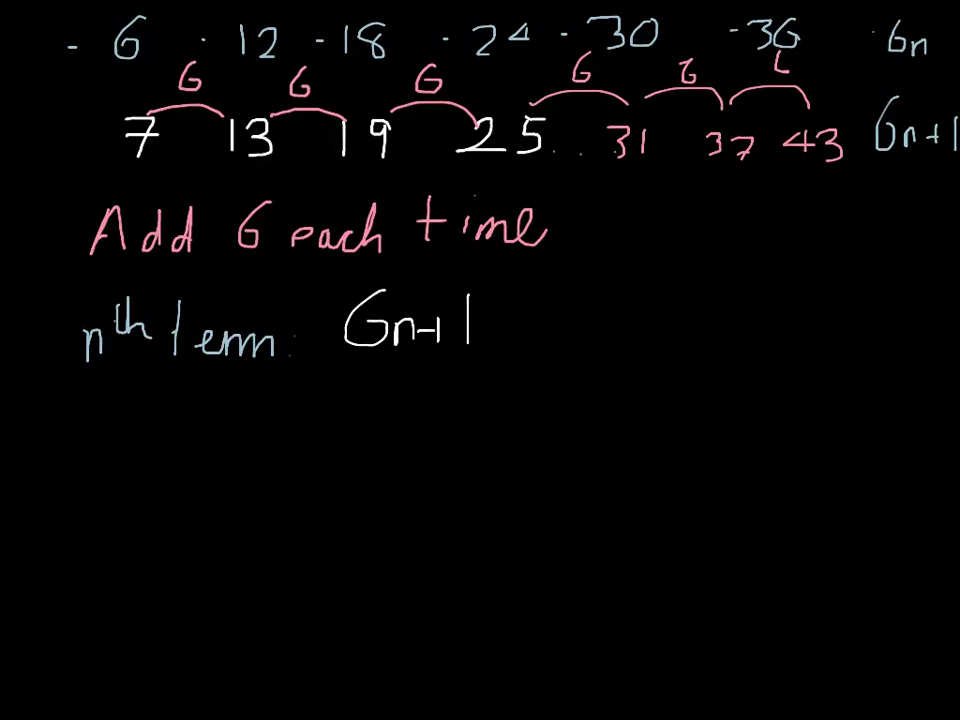 - 6 - 12 - 18 - 24 - 30 - 36 6n
6 6 6 6 6 6
7 13 19 25 ... 31 37 43 6n+1
Add 6 each time
nth term: 6n+1